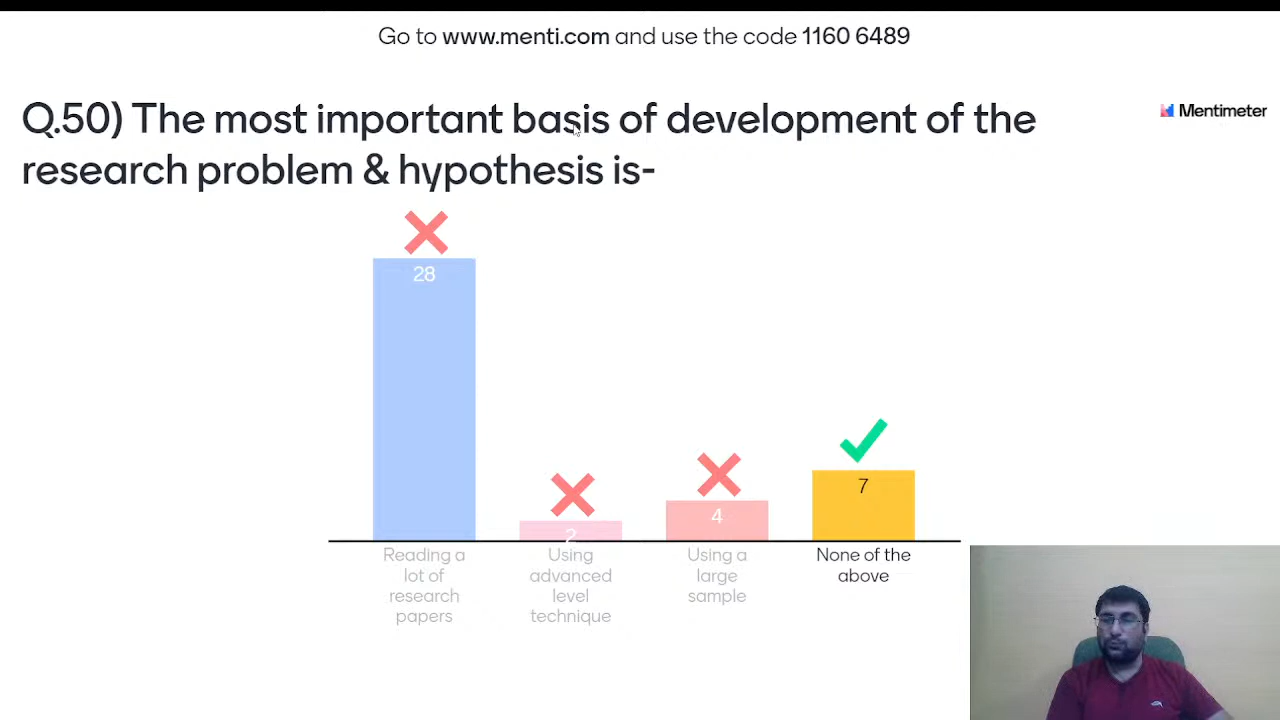 Go to www.menti.com and use the code 1160 6489
Mentimeter
Q.50) The most important basis of development of the
research problem & hypothesis is-
28
2
4
7
Reading a
lot of
research
papers
Using
advanced
level
technique
Using a
large
sample
None of the
above